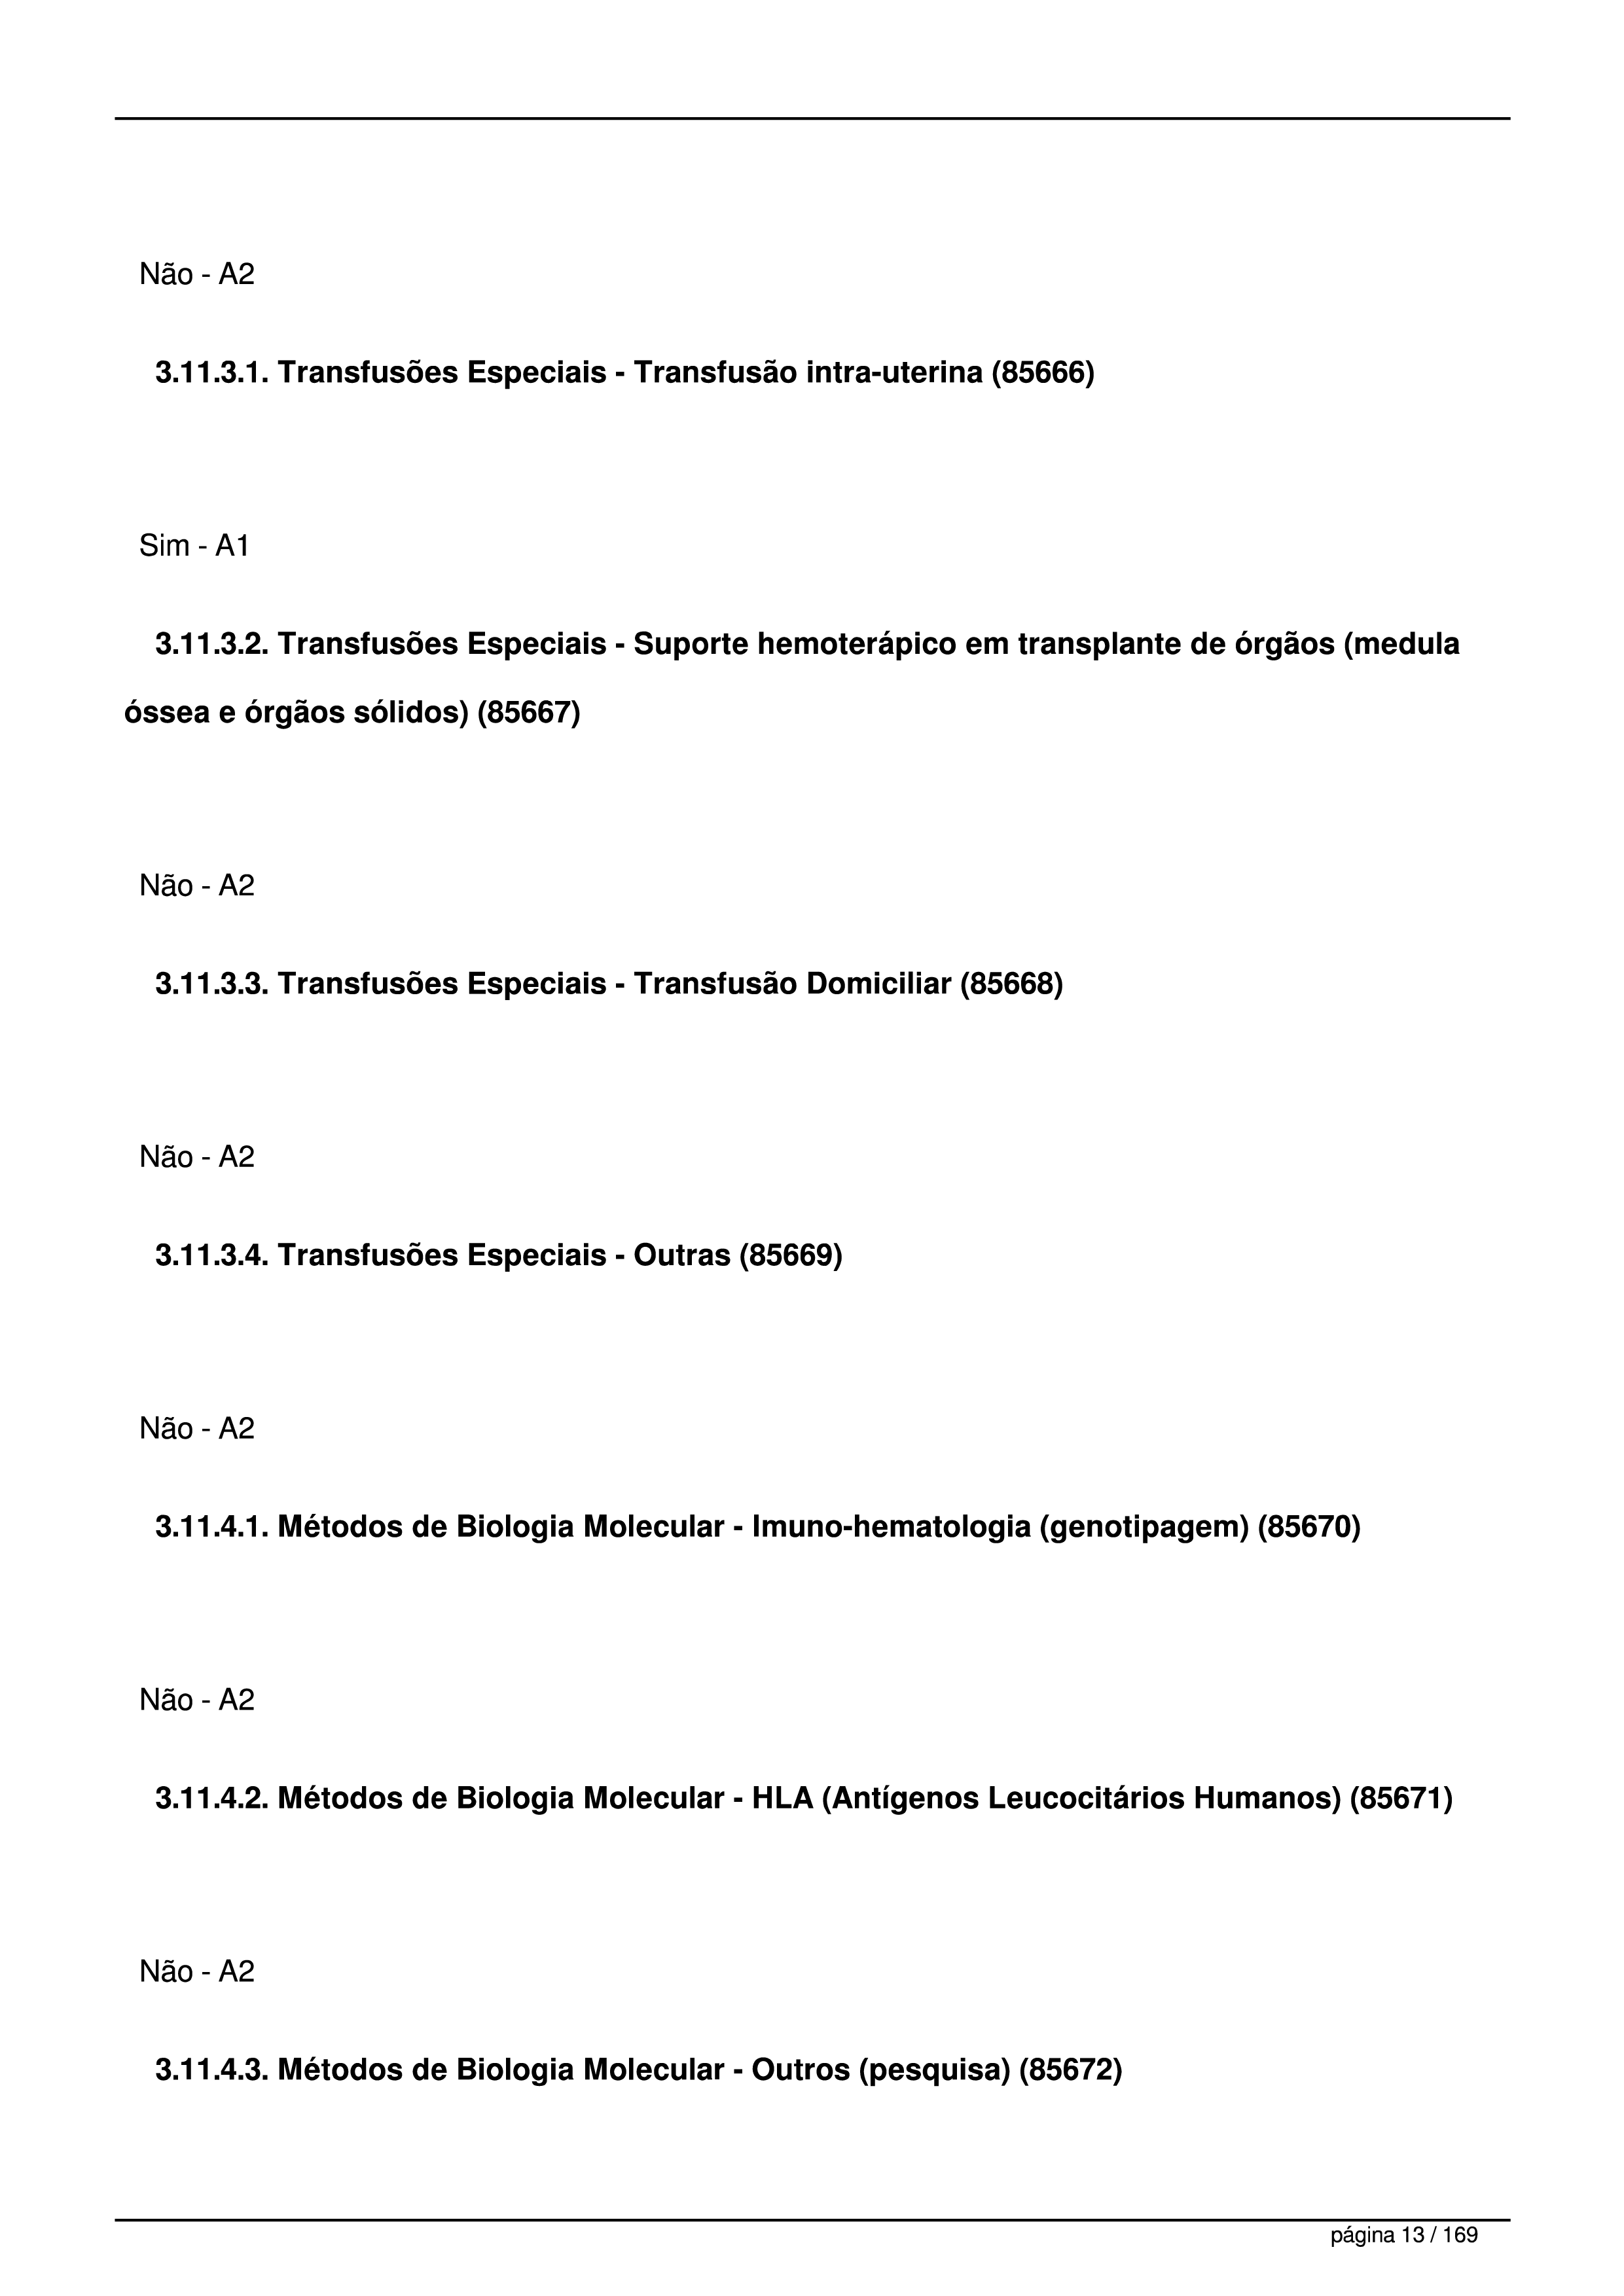 Não - A2
3.11.3.1. Transfusões Especiais - Transfusão intra-uterina (85666)
Sim - A1
3.11.3.2. Transfusões Especiais - Suporte hemoterápico em transplante de órgãos (medula
óssea e órgãos sólidos) (85667)
Não - A2
3.11.3.3. Transfusões Especiais - Transfusão Domiciliar (85668)
Não - A2
3.11.3.4. Transfusões Especiais - Outras (85669)
Não - A2
3.11.4.1. Métodos de Biologia Molecular - Imuno-hematologia (genotipagem) (85670)
Não - A2
3.11.4.2. Métodos de Biologia Molecular - HLA (Antígenos Leucocitários Humanos) (85671)
Não - A2
3.11.4.3. Métodos de Biologia Molecular - Outros (pesquisa) (85672)
página 13 / 169